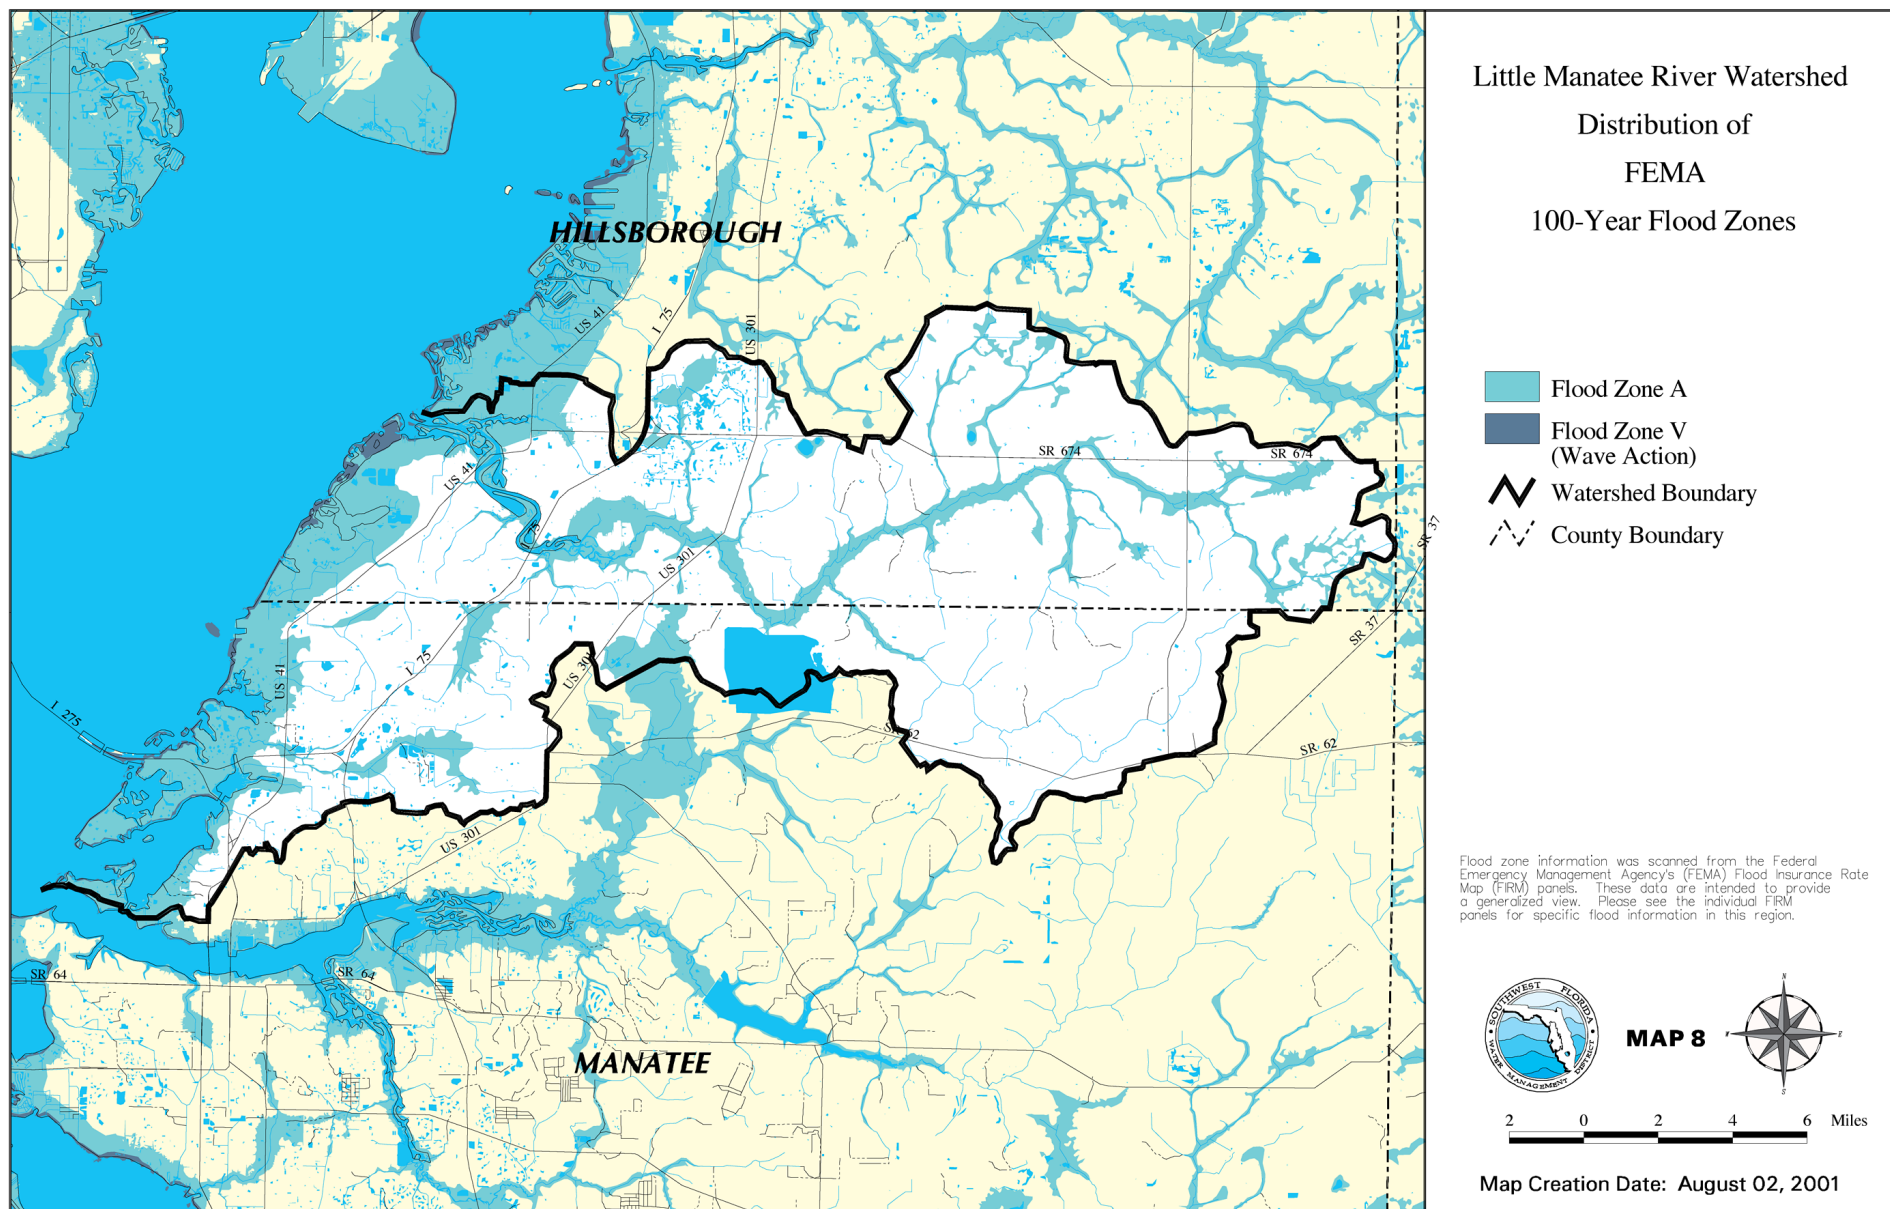 Little Manatee River Watershed
Distribution of
FEMA
100-Year Flood Zones
Flood Zone A
Flood Zone V
(Wave Action)
Watershed Boundary
County Boundary
HILLSBOROUGH
US 41
I 75
US 301
US 41
I 75
SR 674
SR 674
SR 37
US 301
SR 37
I 75
US 41
US 301
I 275
SR 62
SR 62
US 301
SR 64
SR 64
MANATEE
Flood zone information was scanned from the Federal
Emergency Management Agency's (FEMA) Flood Insurance Rate
Map (FIRM) panels. These data are intended to provide
a generalized view. Please see the individual FIRM
panels for specific flood information in this region.
SOUTHWEST FLORIDA
WATER MANAGEMENT DISTRICT
MAP 8
N
W
E
S
2 0 2 4 6 Miles
Map Creation Date: August 02, 2001